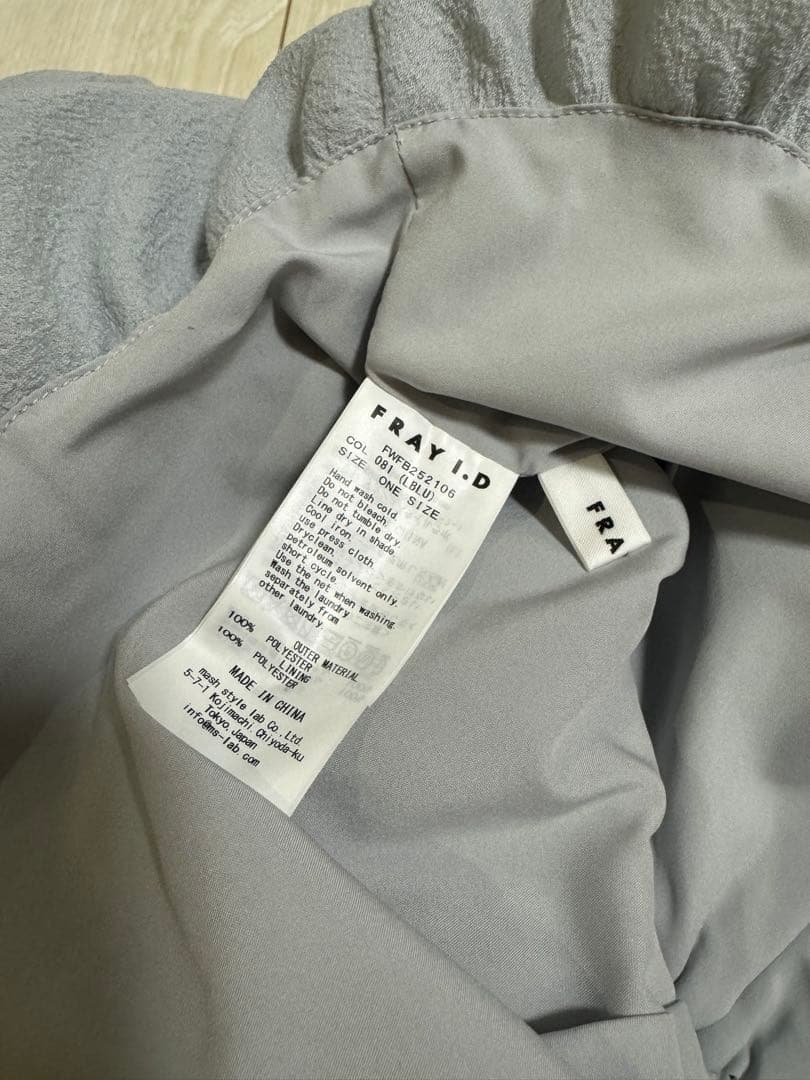 FRAY I.D
FWFB252106
COL 081 (LBLU)
SIZE ONE SIZE
Hand wash cold.
Do not bleach.
Do not tumble dry.
Line dry in shade.
Cool iron.
use press cloth.
Dryclean.
petroleum solvent only.
short cycle.
Use the net when washing.
Wash the laundry
separately from
other laundry.
OUTER MATERIAL
100% POLYESTER
LINING
100% POLYESTER
MADE IN CHINA
mash style lab Co., Ltd.
5-7-1 Kojimachi Chiyoda-ku
Tokyo, Japan
info@ms-lab.com
FRA